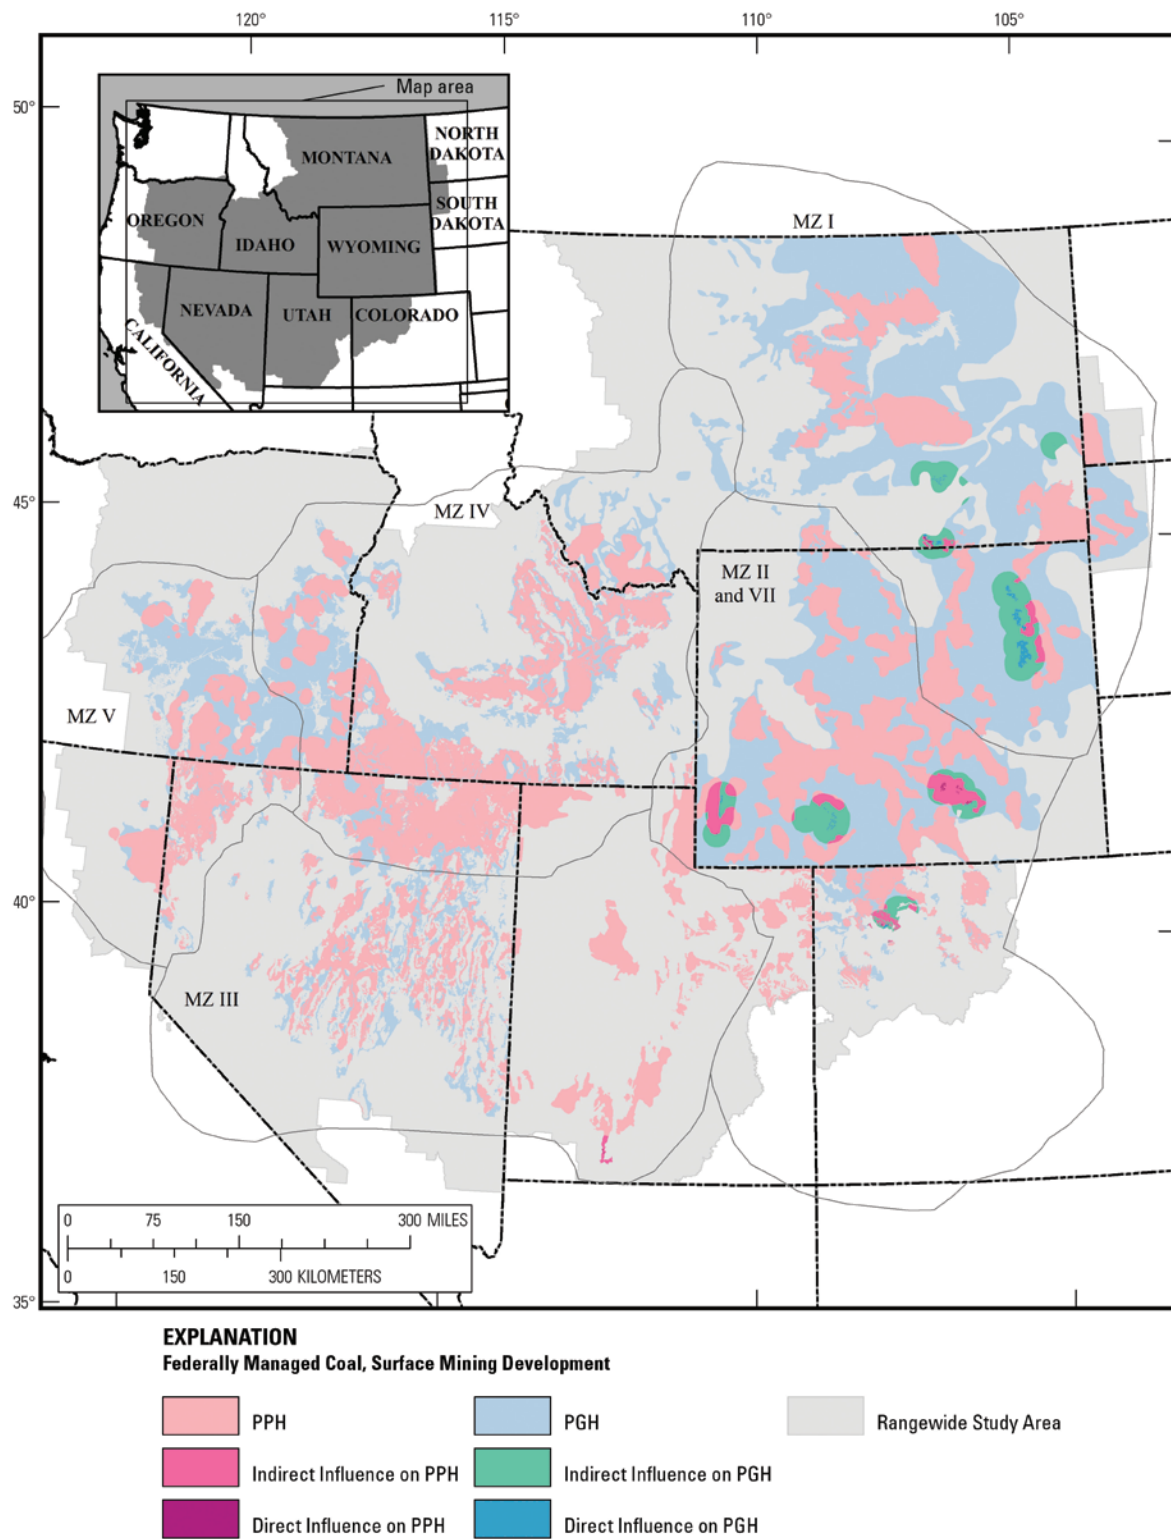 120°
115°
110°
105°
50°
45°
40°
35°
Map area
NORTH
DAKOTA
MONTANA
SOUTH
DAKOTA
OREGON
IDAHO
WYOMING
NEVADA
UTAH
COLORADO
CALIFORNIA
MZ I
MZ IV
MZ II
and VII
MZ V
MZ III
0 75 150 300 MILES
0 150 300 KILOMETERS
EXPLANATION
Federally Managed Coal, Surface Mining Development
PPH
PGH
Rangewide Study Area
Indirect Influence on PPH
Indirect Influence on PGH
Direct Influence on PPH
Direct Influence on PGH